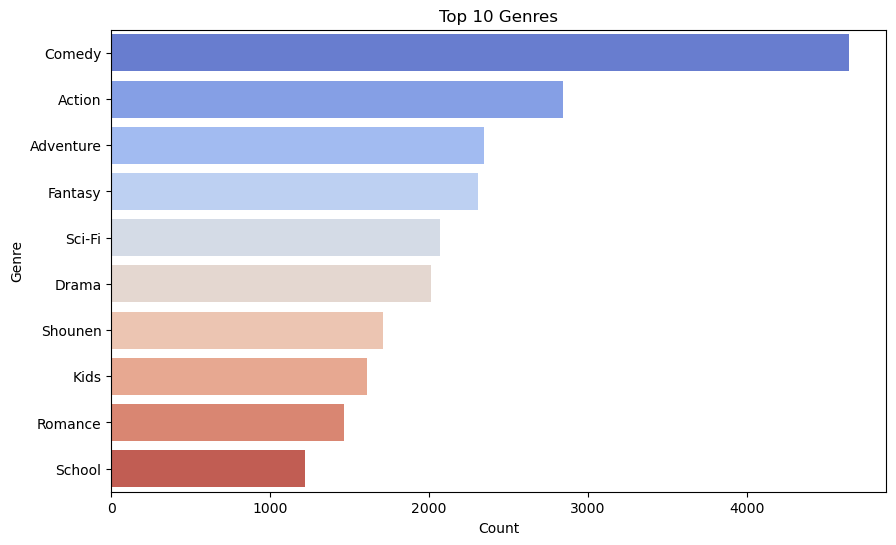 Top 10 Genres
Genre
Comedy
Action
Adventure
Fantasy
Sci-Fi
Drama
Shounen
Kids
Romance
School
0 1000 2000 3000 4000
Count